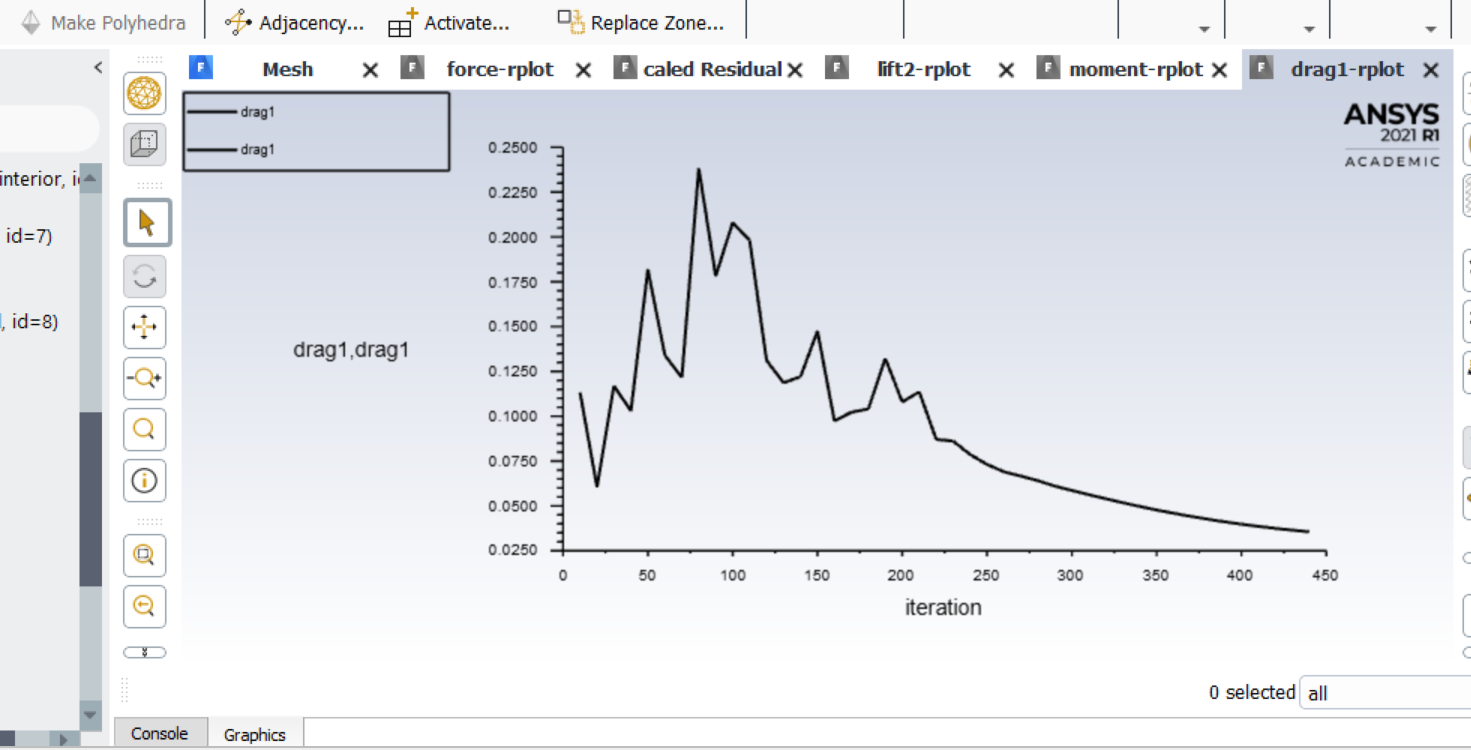 Make Polyhedra Adjacency... Activate... Replace Zone...
Mesh force-rplot caled Residual lift2-rplot moment-rplot drag1-rplot
interior, i
id=7)
, id=8)
drag1
drag1
ANSYS
2021 R1
ACADEMIC
drag1,drag1
0.2500
0.2250
0.2000
0.1750
0.1500
0.1250
0.1000
0.0750
0.0500
0.0250
0 50 100 150 200 250 300 350 400 450
iteration
0 selected all
Console Graphics